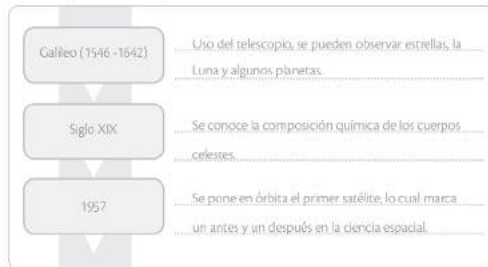 Galileo (1546 -1642)
Uso del telescopio, se pueden observar estrellas, la
Luna y algunos planetas.
Siglo XIX
Se conoce la composición química de los cuerpos
celestes.
1957
Se pone en órbita el primer satélite, lo cual marca
un antes y un después en la ciencia espacial.